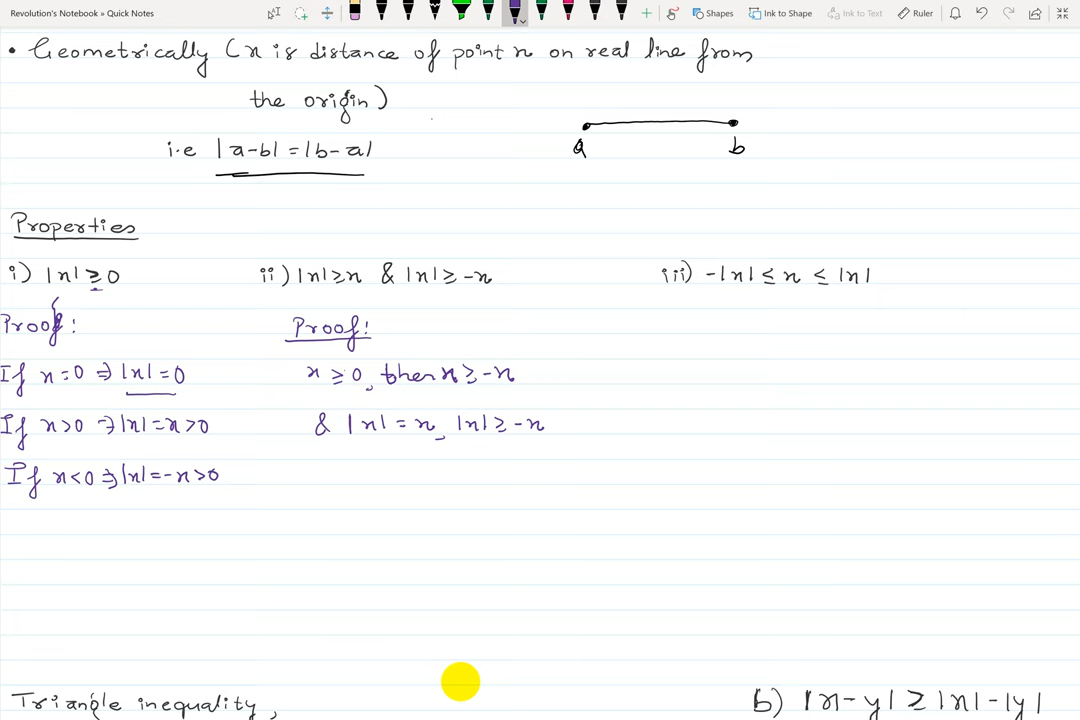 Revolution's Notebook » Quick Notes
Shapes
Ink to Shape
Ink to Text
Ruler
• Geometrically (x is distance of point x on real line from
the origin)
i.e |a-b| = |b-a|
a
b
Properties
i) |x| ≥ 0
ii) |x| ≥ x & |x| ≥ -x
iii) -|x| ≤ x ≤ |x|
Proof:
If x=0 ⇒ |x| = 0
If x>0 ⇒ |x| = x>0
If x<0 ⇒ |x| = -x>0
Proof:
x ≥ 0, then x ≥ -x
& |x| = x, |x| ≥ -x
Triangle inequality,
b) |x-y| ≥ |x|-|y|